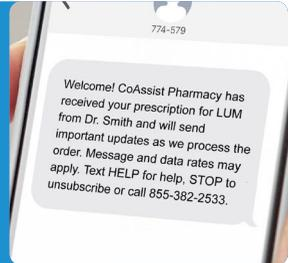 774-579
Welcome! CoAssist Pharmacy has
received your prescription for LUM
from Dr. Smith and will send
important updates as we process the
order. Message and data rates may
apply. Text HELP for help, STOP to
unsubscribe or call 855-382-2533.